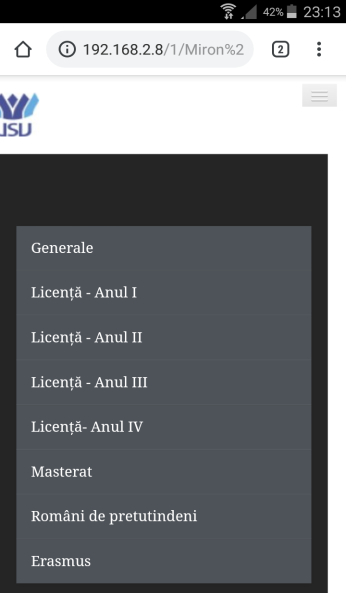 42% 23:13
192.168.2.8/1/Miron%2 2
USV
Generale
Licență - Anul I
Licență - Anul II
Licență - Anul III
Licență- Anul IV
Masterat
Români de pretutindeni
Erasmus